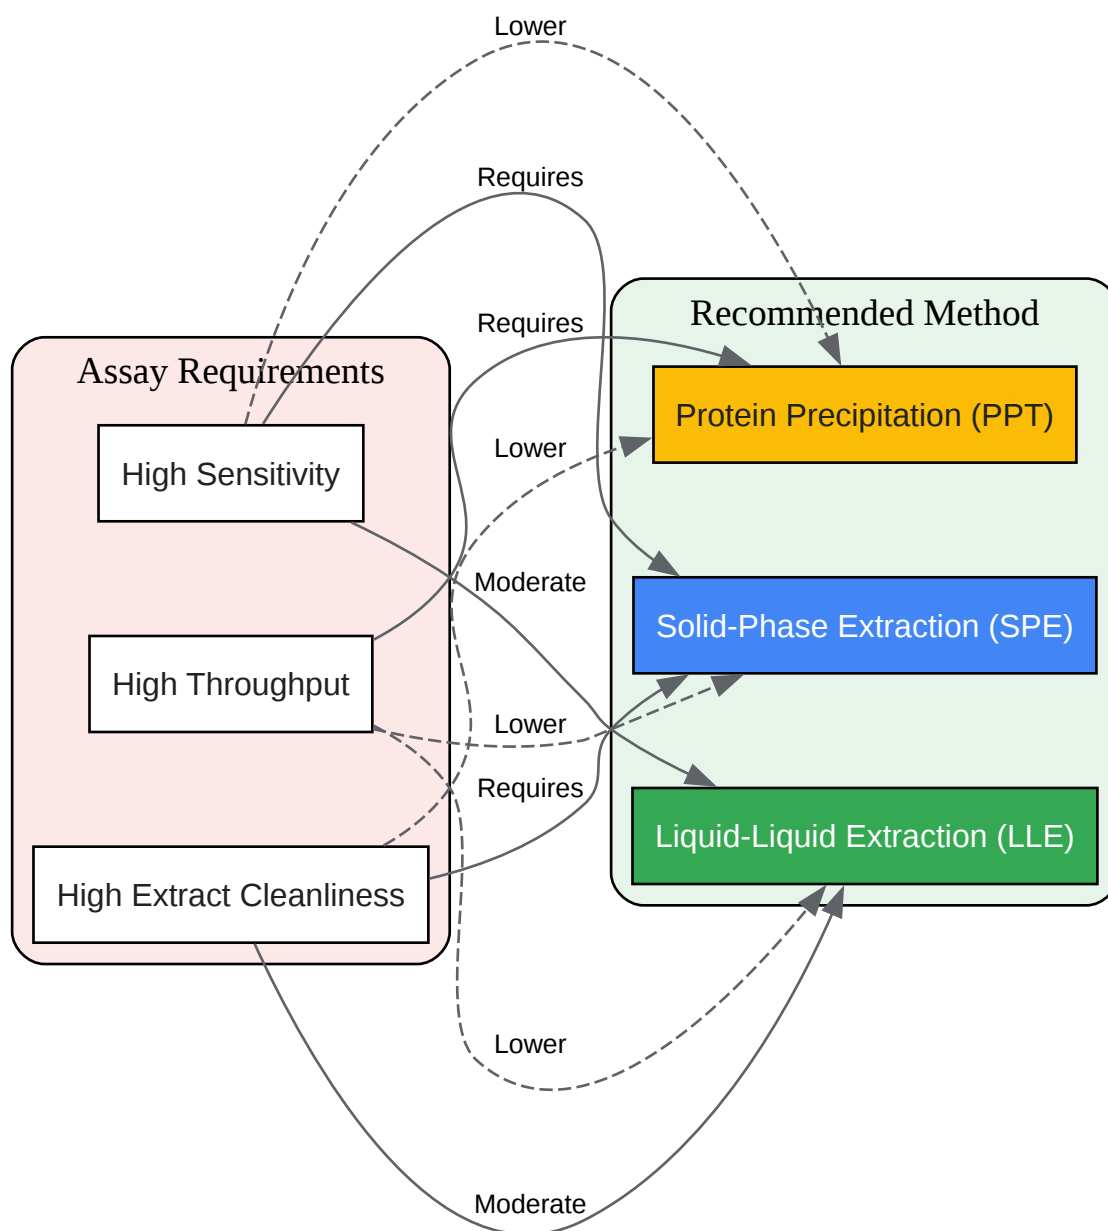 Lower
Requires
Requires
Recommended Method
Assay Requirements
Protein Precipitation (PPT)
Lower
High Sensitivity
Moderate
Solid-Phase Extraction (SPE)
High Throughput
Lower
Requires
Liquid-Liquid Extraction (LLE)
High Extract Cleanliness
Lower
Moderate